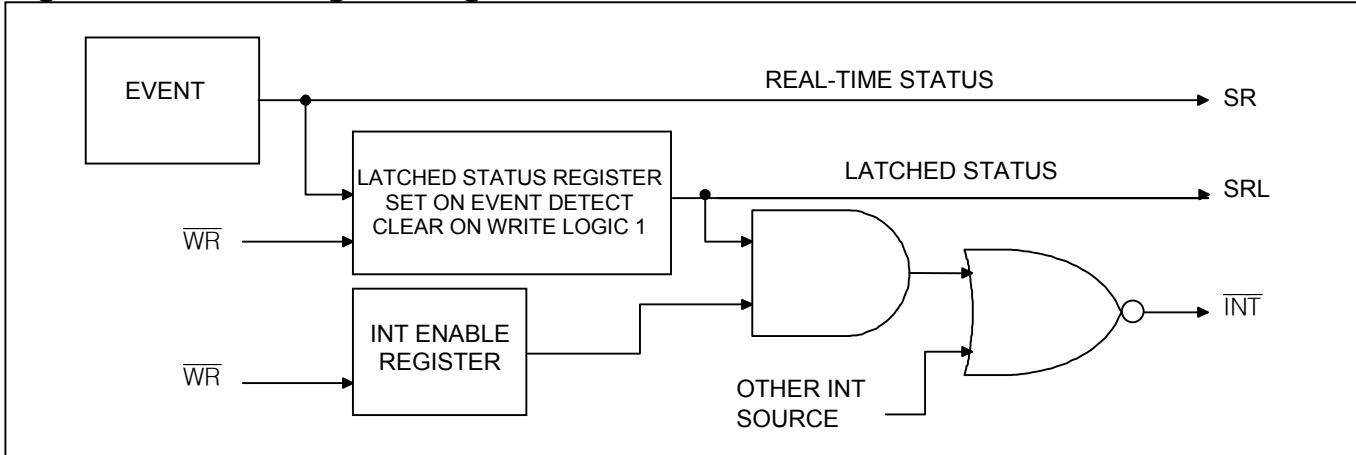 EVENT
REAL-TIME STATUS
SR
LATCHED STATUS REGISTER
SET ON EVENT DETECT
CLEAR ON WRITE LOGIC 1
LATCHED STATUS
SRL
WR
INT ENABLE
REGISTER
WR
OTHER INT
SOURCE
INT